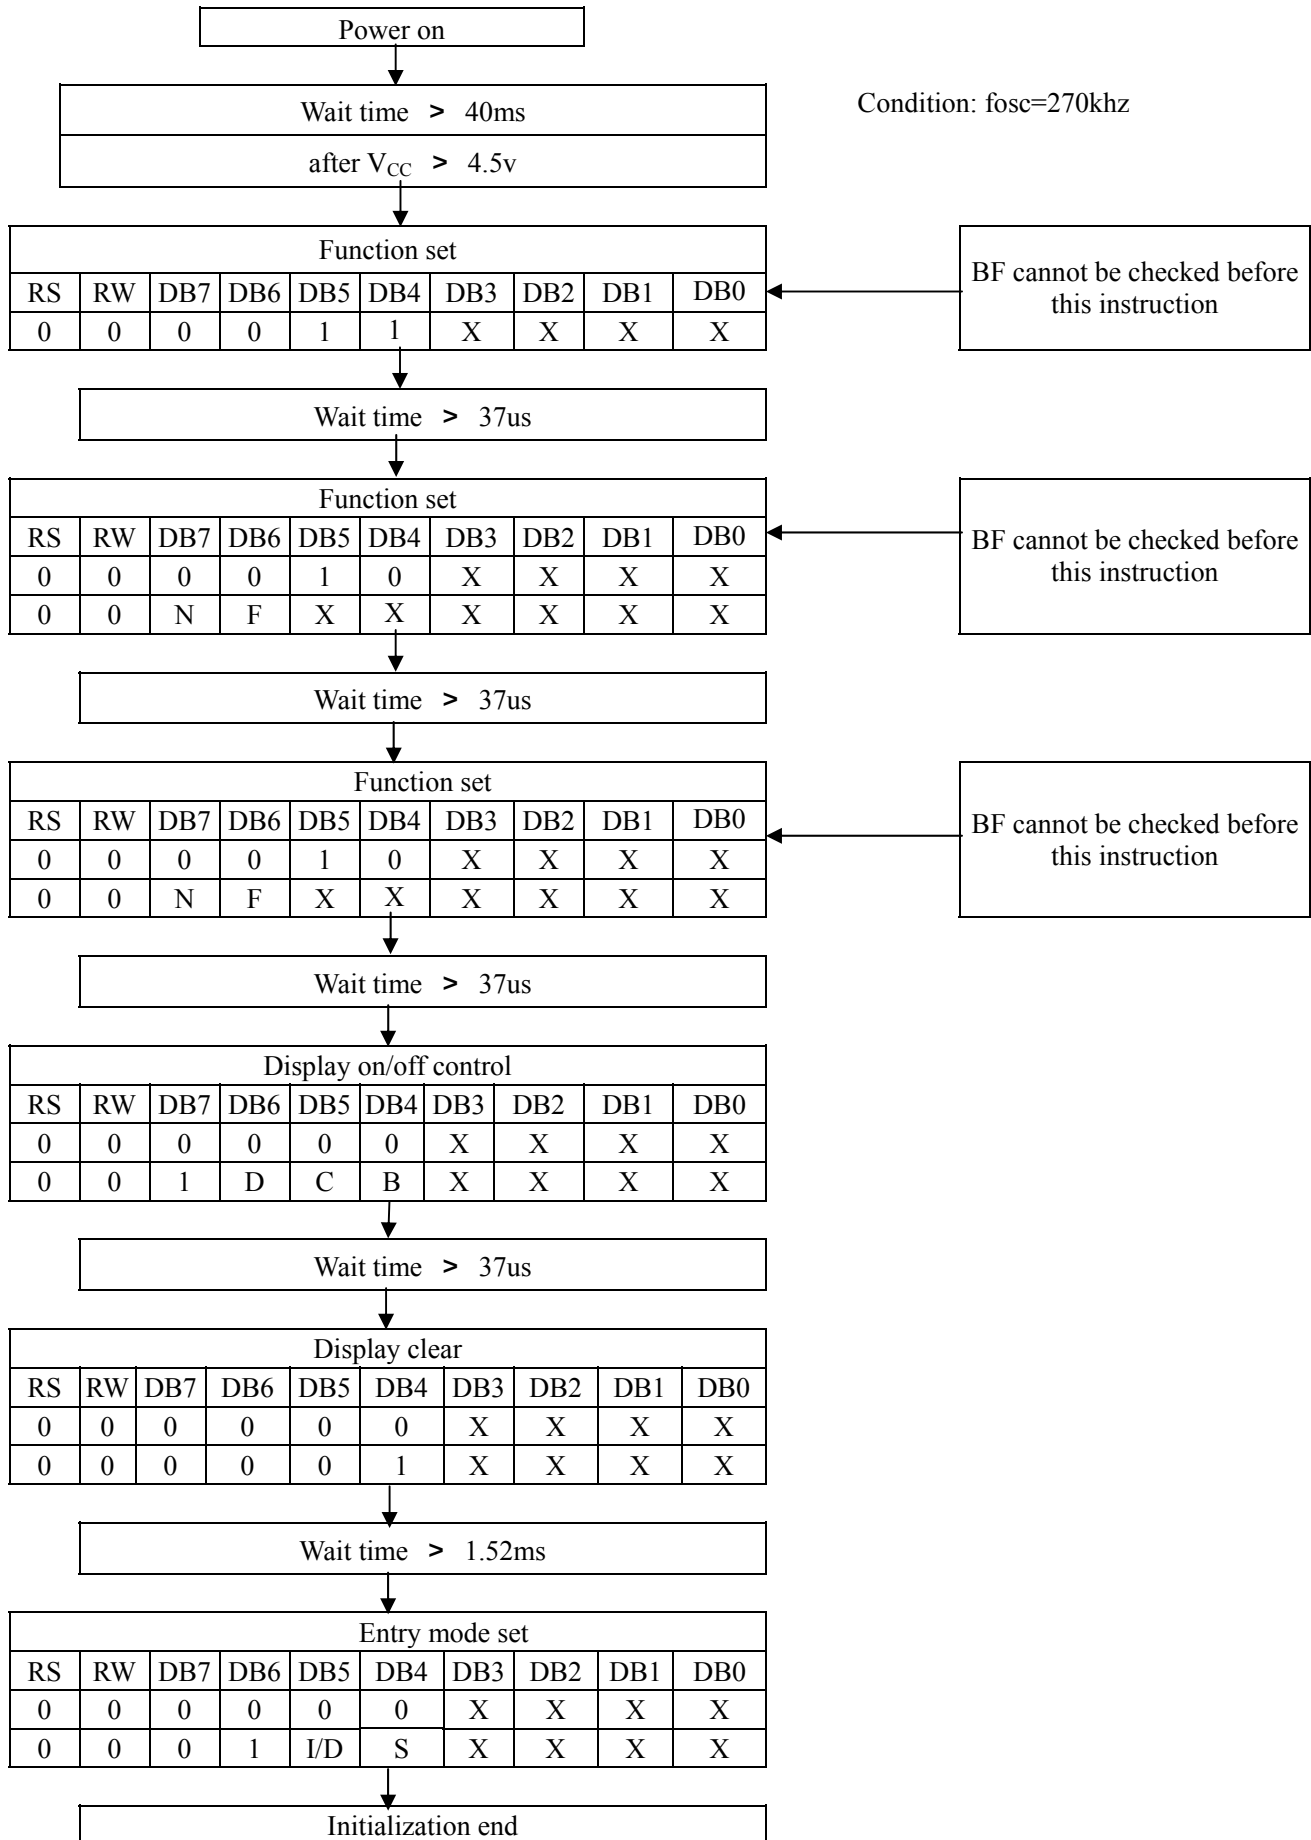 Power on
Wait time > 40ms
Condition: fosc=270khz
after VCC > 4.5v
Function set
RS RW DB7 DB6 DB5 DB4 DB3 DB2 DB1 DB0
0 0 0 0 1 1 X X X X
BF cannot be checked before
this instruction
Wait time > 37us
Function set
RS RW DB7 DB6 DB5 DB4 DB3 DB2 DB1 DB0
0 0 0 0 1 0 X X X X
0 0 N F X X X X X X
BF cannot be checked before
this instruction
Wait time > 37us
Function set
RS RW DB7 DB6 DB5 DB4 DB3 DB2 DB1 DB0
0 0 0 0 1 0 X X X X
0 0 N F X X X X X X
BF cannot be checked before
this instruction
Wait time > 37us
Display on/off control
RS RW DB7 DB6 DB5 DB4 DB3 DB2 DB1 DB0
0 0 0 0 0 0 X X X X
0 0 1 D C B X X X X
Wait time > 37us
Display clear
RS RW DB7 DB6 DB5 DB4 DB3 DB2 DB1 DB0
0 0 0 0 0 0 X X X X
0 0 0 0 0 1 X X X X
Wait time > 1.52ms
Entry mode set
RS RW DB7 DB6 DB5 DB4 DB3 DB2 DB1 DB0
0 0 0 0 0 0 X X X X
0 0 0 1 I/D S X X X X
Initialization end